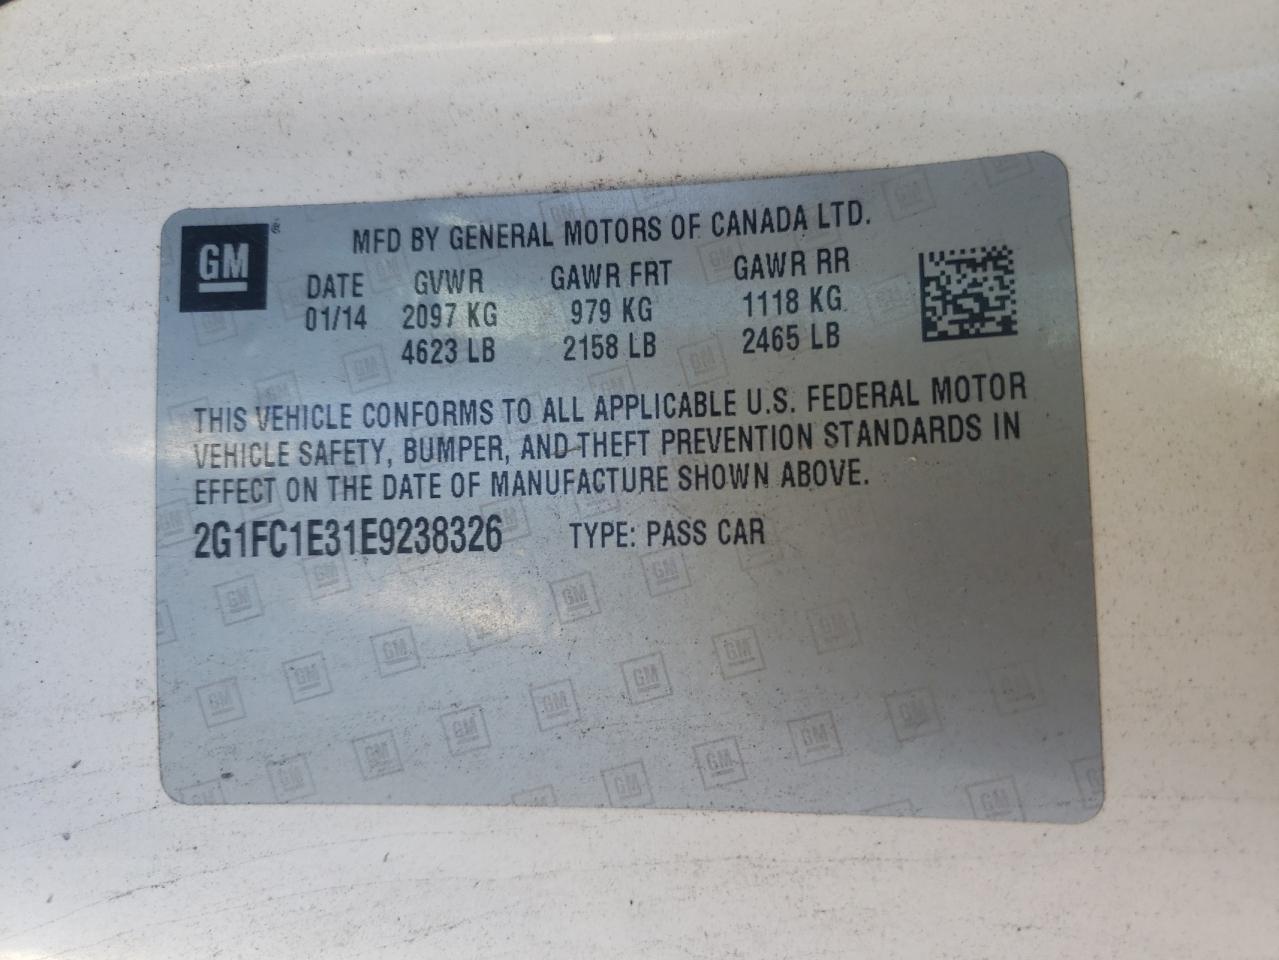 GM
MFD BY GENERAL MOTORS OF CANADA LTD.
DATE GVWR GAWR FRT GAWR RR
01/14 2097 KG 979 KG 1118 KG
4623 LB 2158 LB 2465 LB
THIS VEHICLE CONFORMS TO ALL APPLICABLE U.S. FEDERAL MOTOR
VEHICLE SAFETY, BUMPER, AND THEFT PREVENTION STANDARDS IN
EFFECT ON THE DATE OF MANUFACTURE SHOWN ABOVE.
2G1FC1E31E9238326 TYPE: PASS CAR